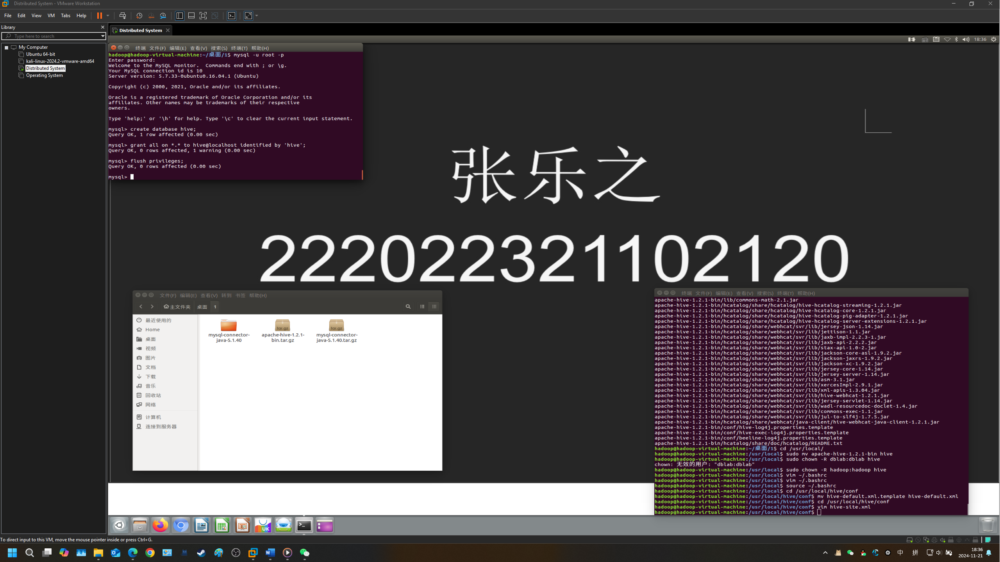 Distributed System - VMware Workstation
File Edit View VM Tabs Help
Library
Type here to search
My Computer
Ubuntu 64-bit
kali-linux-2024.2-vmware-amd64
Distributed System
Operating System
Distributed System
18:36
终端 文件(F) 编辑(E) 查看(V) 搜索(S) 终端(T) 帮助(H)
hadoop@hadoop-virtual-machine:~/桌面/1$ mysql -u root -p
Enter password:
Welcome to the MySQL monitor.  Commands end with ; or \g.
Your MySQL connection id is 10
Server version: 5.7.33-0ubuntu0.16.04.1 (Ubuntu)
Copyright (c) 2000, 2021, Oracle and/or its affiliates.
Oracle is a registered trademark of Oracle Corporation and/or its
affiliates. Other names may be trademarks of their respective
owners.
Type 'help;' or '\h' for help. Type '\c' to clear the current input statement.
mysql> create database hive;
Query OK, 1 row affected (0.00 sec)
mysql> grant all on *.* to hive@localhost identified by 'hive';
Query OK, 0 rows affected, 1 warning (0.00 sec)
mysql> flush privileges;
Query OK, 0 rows affected (0.00 sec)
mysql>
张乐之
222022321102120
文件(F) 编辑(E) 查看(V) 转到 书签 帮助(H)
主文件夹 桌面 1
最近使用的
Home
桌面
视频
图片
文档
下载
音乐
回收站
网络
计算机
连接到服务器
mysql-connector-java-5.1.40
tar.gz
apache-hive-1.2.1-bin.tar.gz
tar.gz
mysql-connector-java-5.1.40.tar.gz
终端 文件(F) 编辑(E) 查看(V) 搜索(S) 终端(T) 帮助(H)
apache-hive-1.2.1-bin/lib/commons-math-2.1.jar
apache-hive-1.2.1-bin/hcatalog/share/hcatalog/hive-hcatalog-streaming-1.2.1.jar
apache-hive-1.2.1-bin/hcatalog/share/hcatalog/hive-hcatalog-core-1.2.1.jar
apache-hive-1.2.1-bin/hcatalog/share/hcatalog/hive-hcatalog-pig-adapter-1.2.1.jar
apache-hive-1.2.1-bin/hcatalog/share/hcatalog/hive-hcatalog-server-extensions-1.2.1.jar
apache-hive-1.2.1-bin/hcatalog/share/webhcat/svr/lib/jersey-json-1.14.jar
apache-hive-1.2.1-bin/hcatalog/share/webhcat/svr/lib/jettison-1.1.jar
apache-hive-1.2.1-bin/hcatalog/share/webhcat/svr/lib/jaxb-impl-2.2.3-1.jar
apache-hive-1.2.1-bin/hcatalog/share/webhcat/svr/lib/jaxb-api-2.2.2.jar
apache-hive-1.2.1-bin/hcatalog/share/webhcat/svr/lib/stax-api-1.0-2.jar
apache-hive-1.2.1-bin/hcatalog/share/webhcat/svr/lib/jackson-core-asl-1.9.2.jar
apache-hive-1.2.1-bin/hcatalog/share/webhcat/svr/lib/jackson-jaxrs-1.9.2.jar
apache-hive-1.2.1-bin/hcatalog/share/webhcat/svr/lib/jackson-xc-1.9.2.jar
apache-hive-1.2.1-bin/hcatalog/share/webhcat/svr/lib/jersey-core-1.14.jar
apache-hive-1.2.1-bin/hcatalog/share/webhcat/svr/lib/jersey-server-1.14.jar
apache-hive-1.2.1-bin/hcatalog/share/webhcat/svr/lib/asm-3.1.jar
apache-hive-1.2.1-bin/hcatalog/share/webhcat/svr/lib/xercesImpl-2.9.1.jar
apache-hive-1.2.1-bin/hcatalog/share/webhcat/svr/lib/xml-apis-1.3.04.jar
apache-hive-1.2.1-bin/hcatalog/share/webhcat/svr/lib/hive-webhcat-1.2.1.jar
apache-hive-1.2.1-bin/hcatalog/share/webhcat/svr/lib/jersey-servlet-1.14.jar
apache-hive-1.2.1-bin/hcatalog/share/webhcat/svr/lib/wadl-resourcedoc-doclet-1.4.jar
apache-hive-1.2.1-bin/hcatalog/share/webhcat/svr/lib/commons-exec-1.1.jar
apache-hive-1.2.1-bin/hcatalog/share/webhcat/svr/lib/jul-to-slf4j-1.7.5.jar
apache-hive-1.2.1-bin/hcatalog/share/webhcat/java-client/hive-webhcat-java-client-1.2.1.jar
apache-hive-1.2.1-bin/conf/hive-log4j.properties.template
apache-hive-1.2.1-bin/conf/hive-exec-log4j.properties.template
apache-hive-1.2.1-bin/conf/beeline-log4j.properties.template
apache-hive-1.2.1-bin/hcatalog/share/doc/hcatalog/README.txt
hadoop@hadoop-virtual-machine:~/桌面/1$ cd /usr/local/
hadoop@hadoop-virtual-machine:/usr/local$ sudo mv apache-hive-1.2.1-bin hive
hadoop@hadoop-virtual-machine:/usr/local$ sudo chown -R dblab:dblab hive
chown: 无效的用户: "dblab:dblab"
hadoop@hadoop-virtual-machine:/usr/local$ sudo chown -R hadoop:hadoop hive
hadoop@hadoop-virtual-machine:/usr/local$ vim ~/.bashrc
hadoop@hadoop-virtual-machine:/usr/local$ vim ~/.bashrc
hadoop@hadoop-virtual-machine:/usr/local$ source ~/.bashrc
hadoop@hadoop-virtual-machine:/usr/local$ cd /usr/local/hive/conf
hadoop@hadoop-virtual-machine:/usr/local/hive/conf$ mv hive-default.xml.template hive-default.xml
hadoop@hadoop-virtual-machine:/usr/local/hive/conf$ cd /usr/local/hive/conf
hadoop@hadoop-virtual-machine:/usr/local/hive/conf$ vim hive-site.xml
hadoop@hadoop-virtual-machine:/usr/local/hive/conf$
UK
To direct input to this VM, move the mouse pointer inside or press Ctrl+G.
中 拼
18:36
2024-11-21